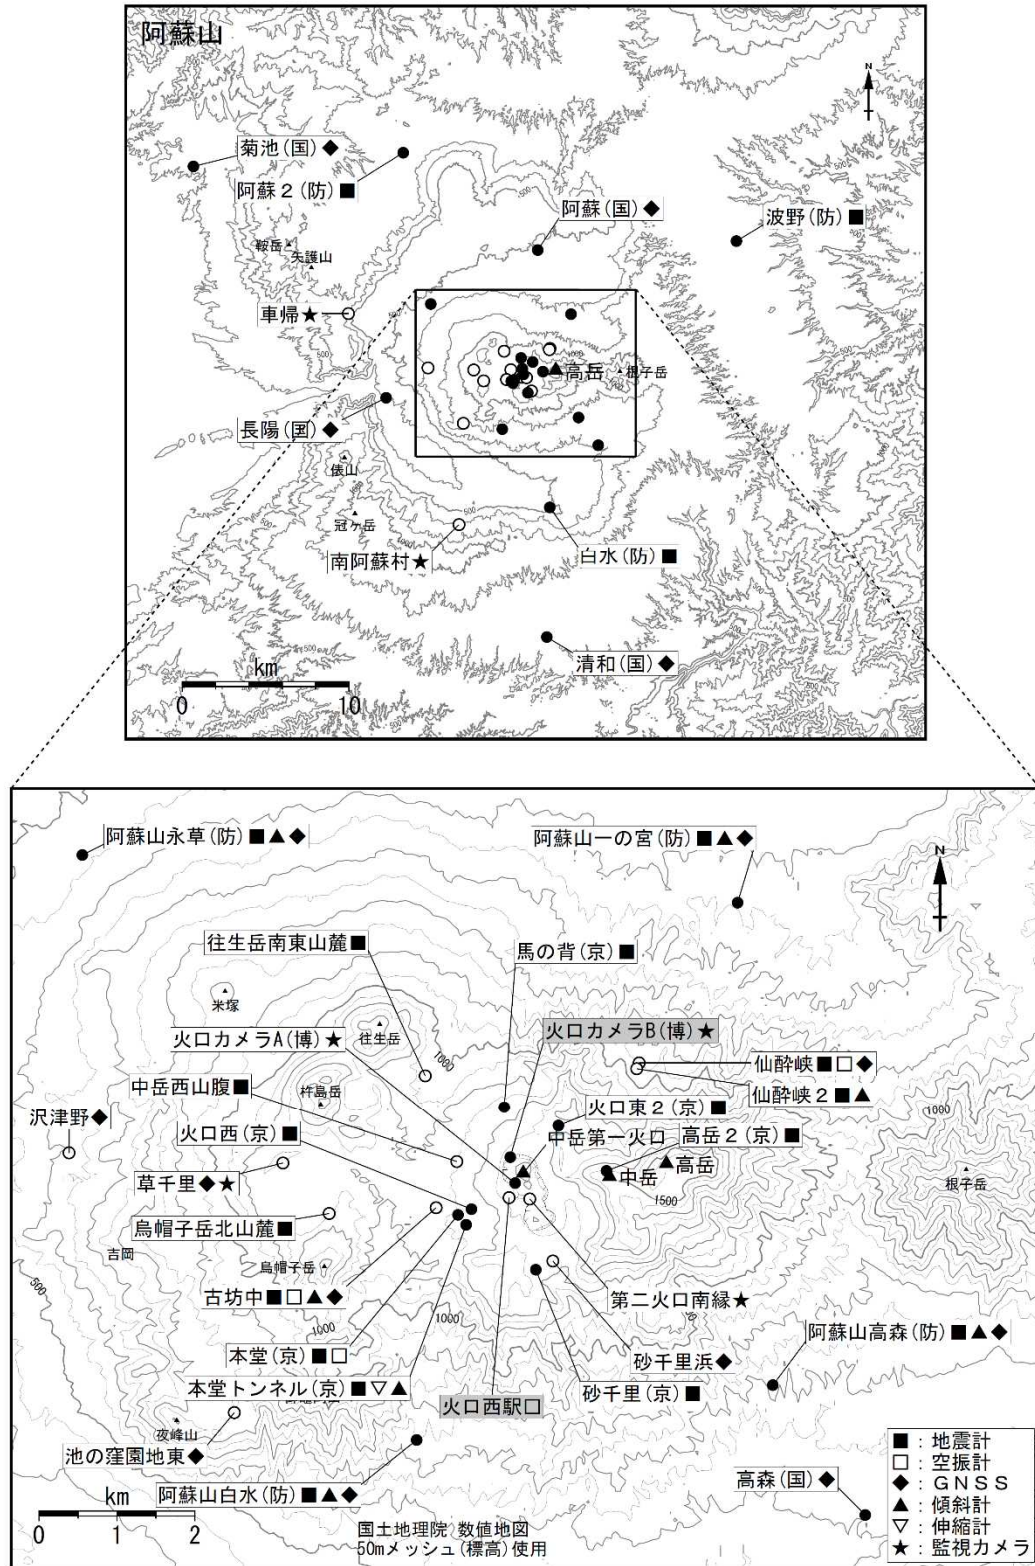 阿蘇山
N
菊池(国)◆
阿蘇2(防)■
阿蘇(国)◆
波野(防)■
鞍岳
矢護山
車帰★
高岳
根子岳
長陽(国)◆
俵山
冠ケ岳
南阿蘇村★
白水(防)■
清和(国)◆
km
0 10
阿蘇山永草(防)■▲◆
阿蘇山一の宮(防)■▲◆
N
往生岳南東山麓■
馬の背(京)■
米塚
往生岳
火口カメラA(博)★
火口カメラB(博)★
1000
仙酔峡■□◆
中岳西山腹■
杵島岳
仙酔峡2■▲
1000
沢津野◆
火口東2(京)■
火口西(京)■
中岳第一火口
高岳2(京)■
草千里◆★
高岳
中岳
根子岳
1500
烏帽子岳北山麓■
吉岡
烏帽子岳
500
古坊中■□▲◆
第二火口南縁★
1000
1000
阿蘇山高森(防)■▲◆
本堂(京)■□
砂千里浜◆
本堂トンネル(京)■▽▲
砂千里(京)■
火口西駅□
夜峰山
池の窪園地東◆
高森(国)◆
阿蘇山白水(防)■▲◆
km
0 1 2
国土地理院 数値地図
50mメッシュ(標高)使用
■:地震計
□:空振計
◆:GNSS
▲:傾斜計
▽:伸縮計
★:監視カメラ